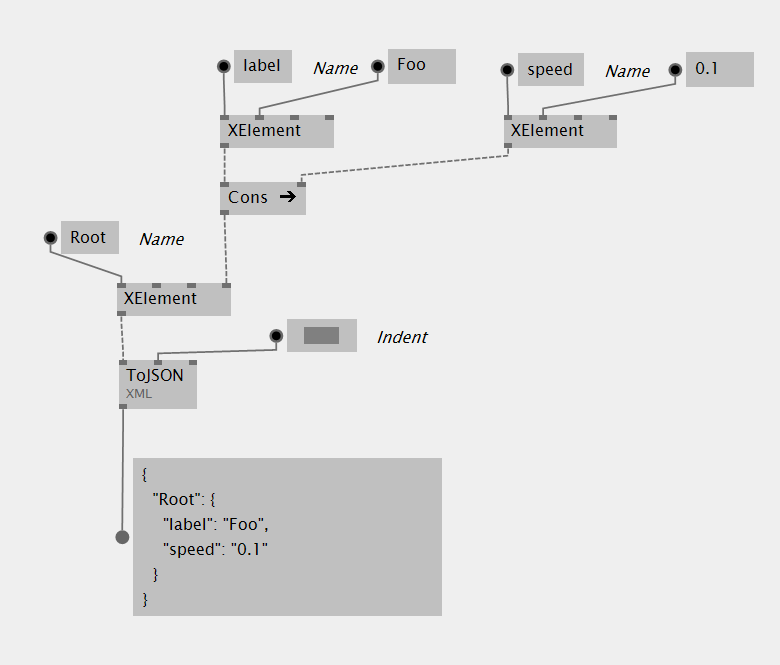 label
Name
Foo
speed
Name
0.1
XElement
XElement
Cons ➔
Root
Name
XElement
Indent
ToJSON
XML
{
"Root": {
"label": "Foo",
"speed": "0.1"
}
}